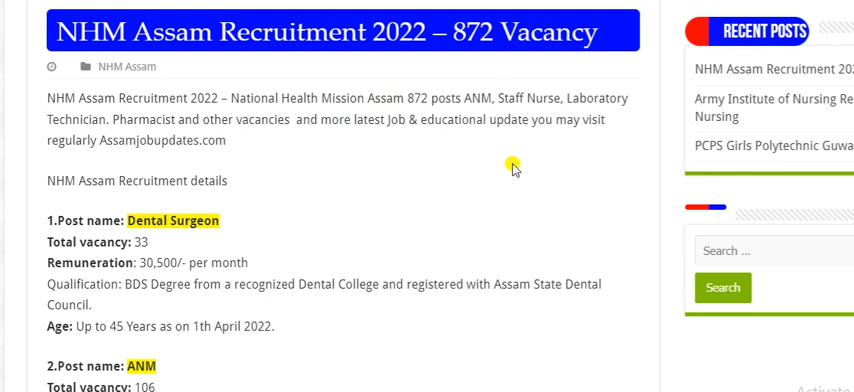 NHM Assam Recruitment 2022 – 872 Vacancy
NHM Assam
NHM Assam Recruitment 2022 – National Health Mission Assam 872 posts ANM, Staff Nurse, Laboratory
Technician. Pharmacist and other vacancies and more latest Job & educational update you may visit
regularly Assamjobupdates.com
NHM Assam Recruitment details
1.Post name: Dental Surgeon
Total vacancy: 33
Remuneration: 30,500/- per month
Qualification: BDS Degree from a recognized Dental College and registered with Assam State Dental
Council.
Age: Up to 45 Years as on 1th April 2022.
2.Post name: ANM
Total vacancy: 106
RECENT POSTS
NHM Assam Recruitment 202
Army Institute of Nursing Re
Nursing
PCPS Girls Polytechnic Guwa
Search ...
Search
Activate